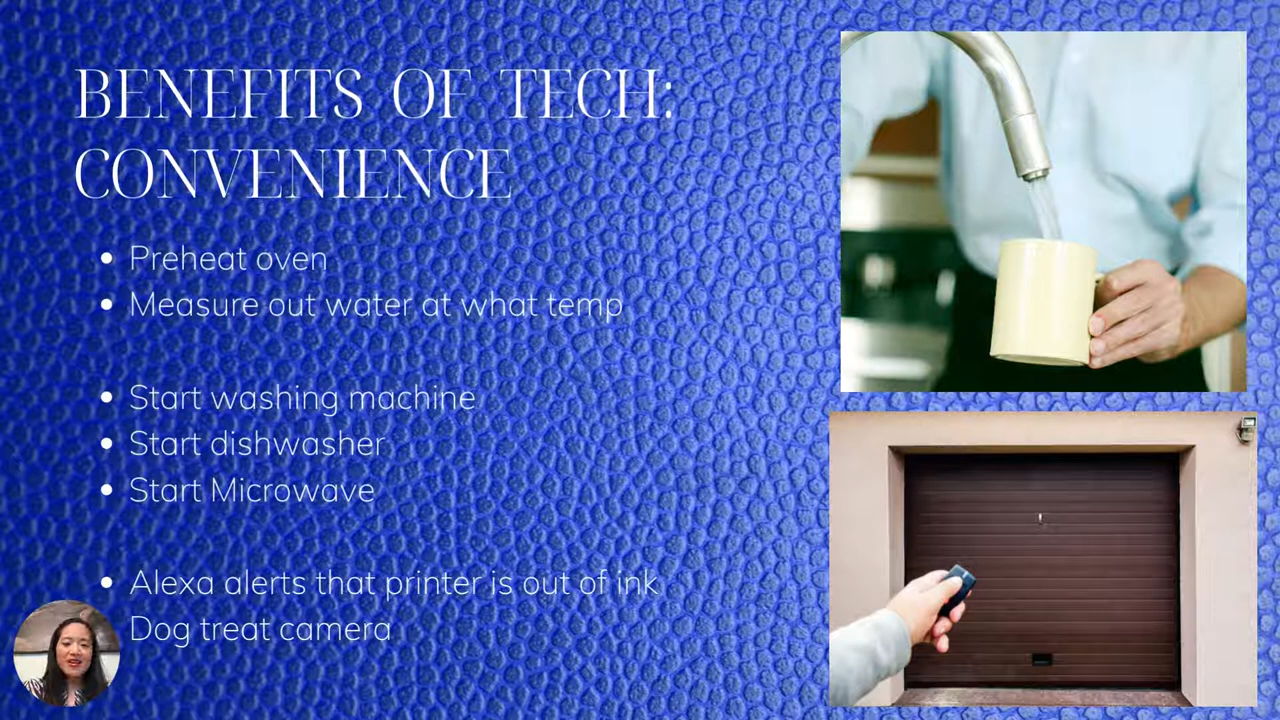 BENEFITS OF TECH:
CONVENIENCE
Preheat oven
Measure out water at what temp
Start washing machine
Start dishwasher
Start Microwave
Alexa alerts that printer is out of ink
Dog treat camera